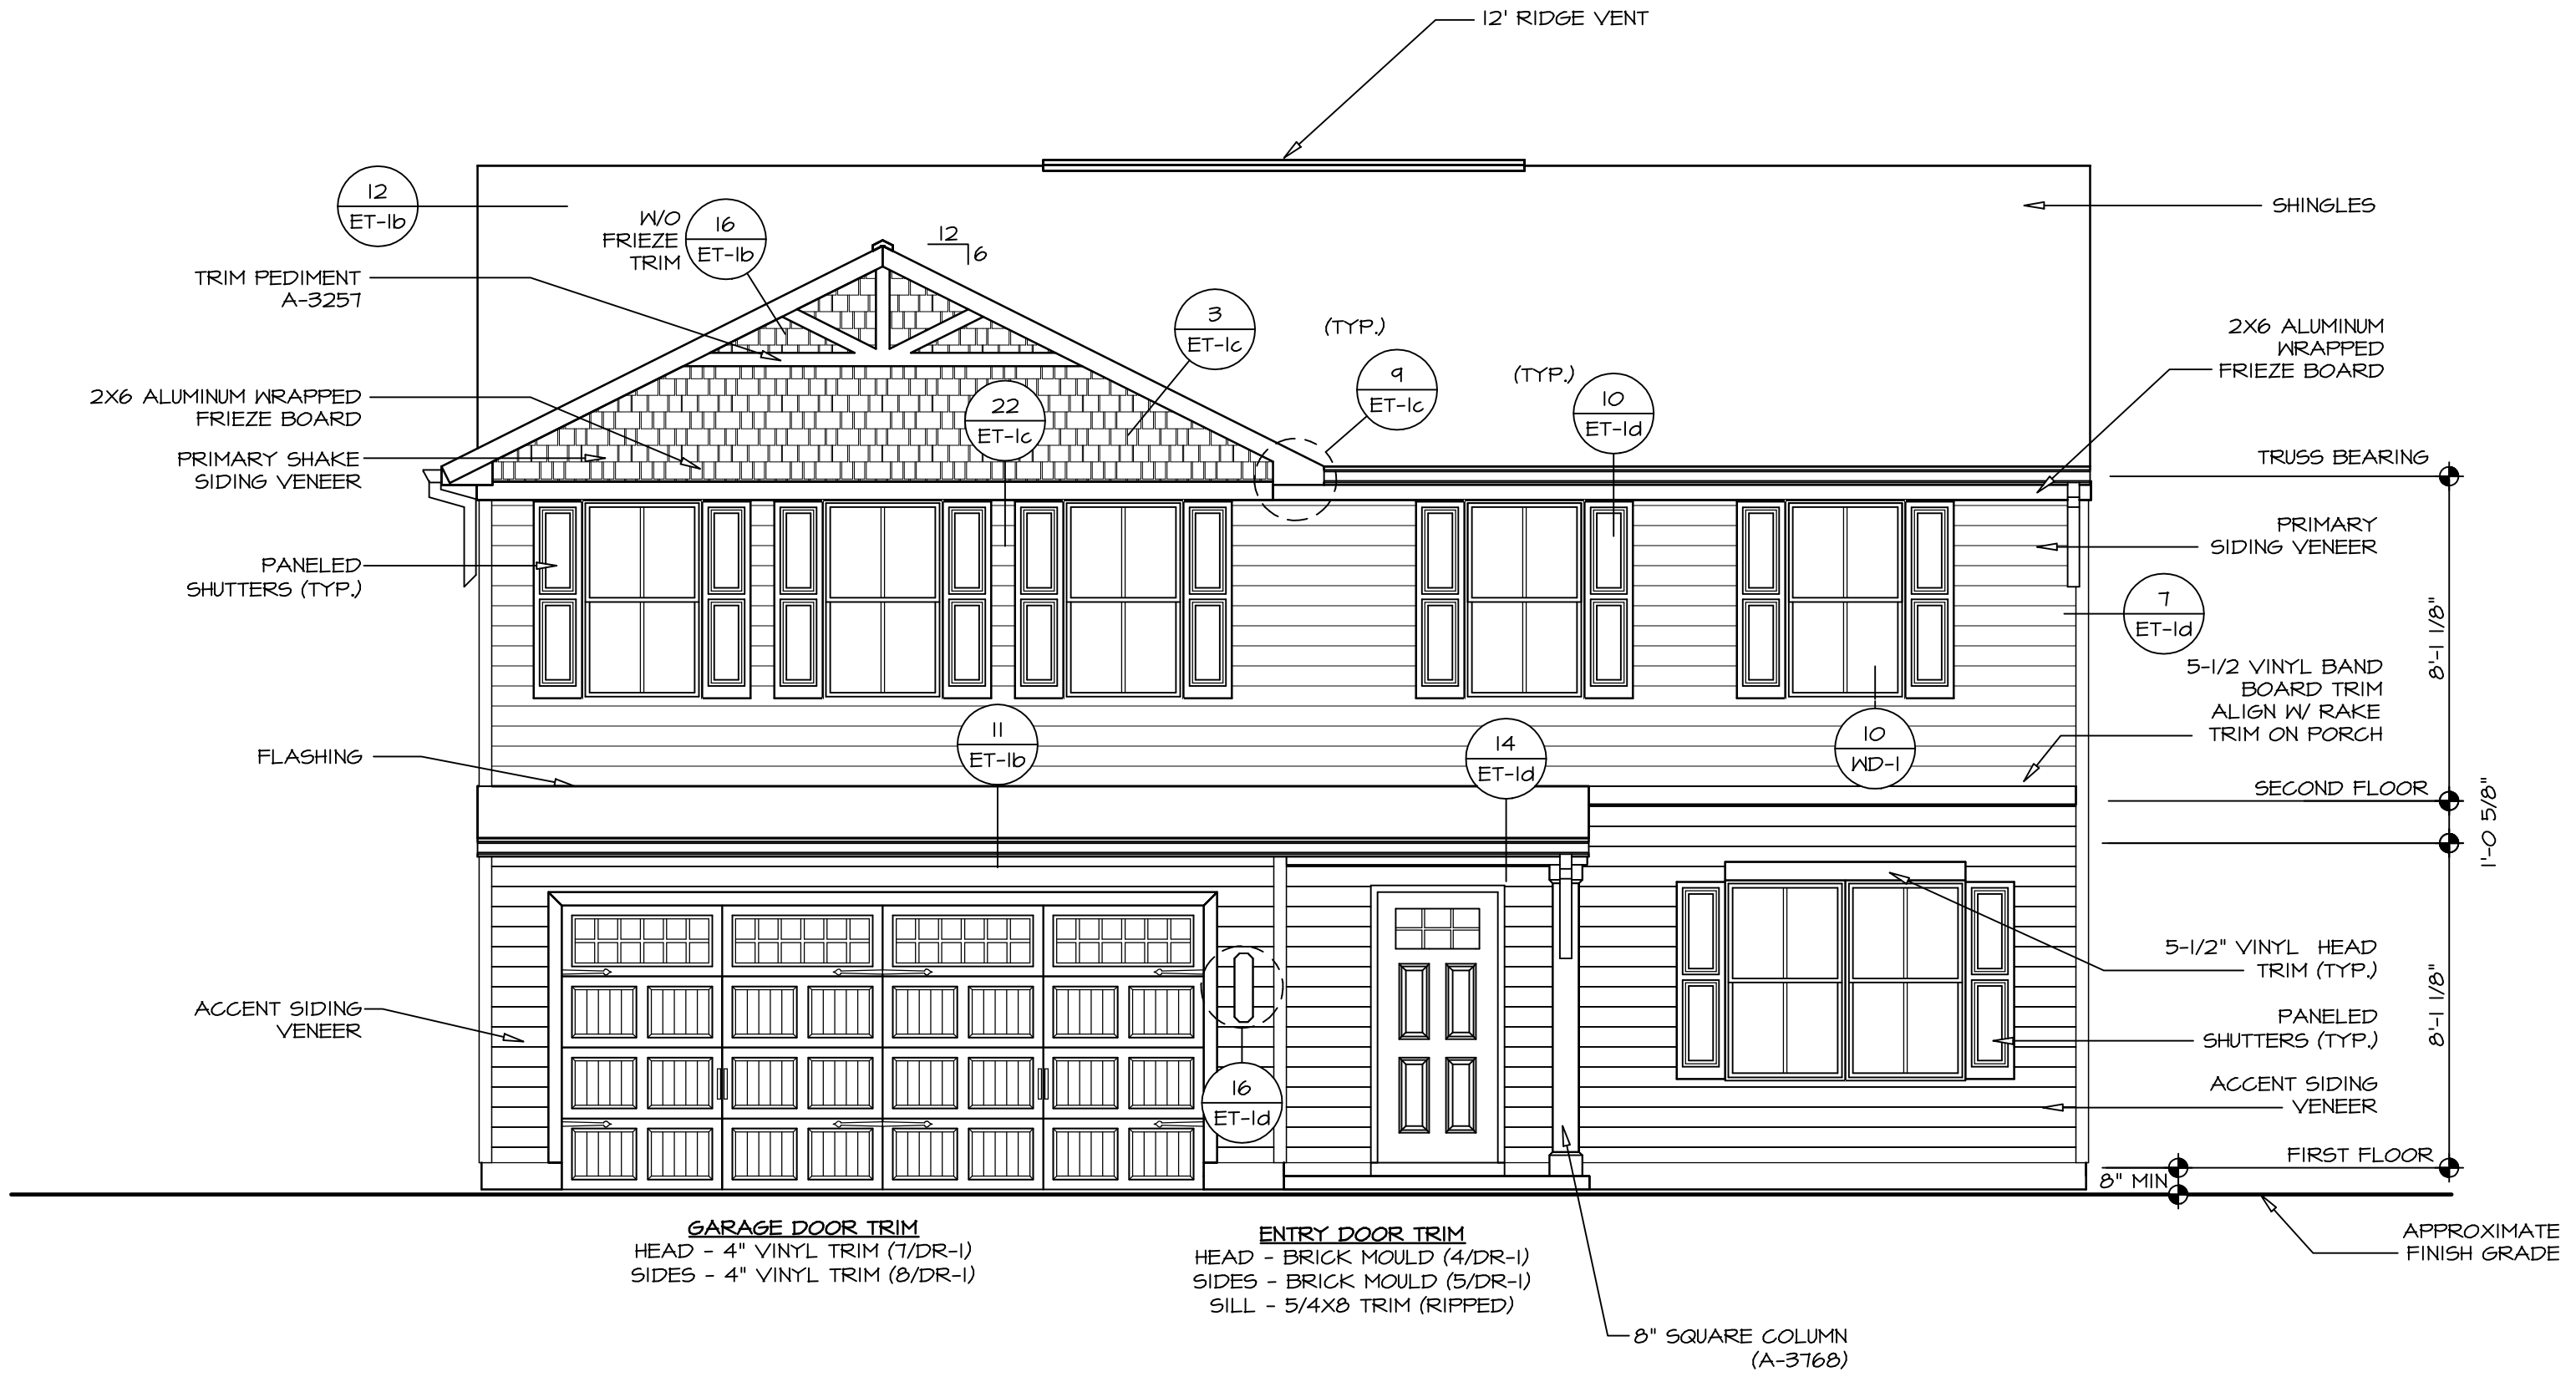 12' RIDGE VENT
12
ET-1b
SHINGLES
W/O
FRIEZE
TRIM
16
ET-1b
12
6
TRIM PEDIMENT
A-3257
3
ET-1c
(TYP.)
9
ET-1c
(TYP.)
10
ET-1d
2X6 ALUMINUM
WRAPPED
FRIEZE BOARD
2X6 ALUMINUM WRAPPED
FRIEZE BOARD
22
ET-1c
PRIMARY SHAKE
SIDING VENEER
TRUSS BEARING
PRIMARY
SIDING VENEER
PANELED
SHUTTERS (TYP.)
7
ET-1d
8'-1 1/8"
5-1/2 VINYL BAND
BOARD TRIM
ALIGN W/ RAKE
TRIM ON PORCH
FLASHING
11
ET-1b
14
ET-1d
10
WD-1
SECOND FLOOR
1'-0 5/8"
5-1/2" VINYL HEAD
TRIM (TYP.)
ACCENT SIDING
VENEER
PANELED
SHUTTERS (TYP.)
8'-1 1/8"
16
ET-1d
ACCENT SIDING
VENEER
FIRST FLOOR
8" MIN
GARAGE DOOR TRIM
HEAD - 4" VINYL TRIM (7/DR-1)
SIDES - 4" VINYL TRIM (8/DR-1)
ENTRY DOOR TRIM
HEAD - BRICK MOULD (4/DR-1)
SIDES - BRICK MOULD (5/DR-1)
SILL - 5/4X8 TRIM (RIPPED)
APPROXIMATE
FINISH GRADE
8" SQUARE COLUMN
(A-3768)